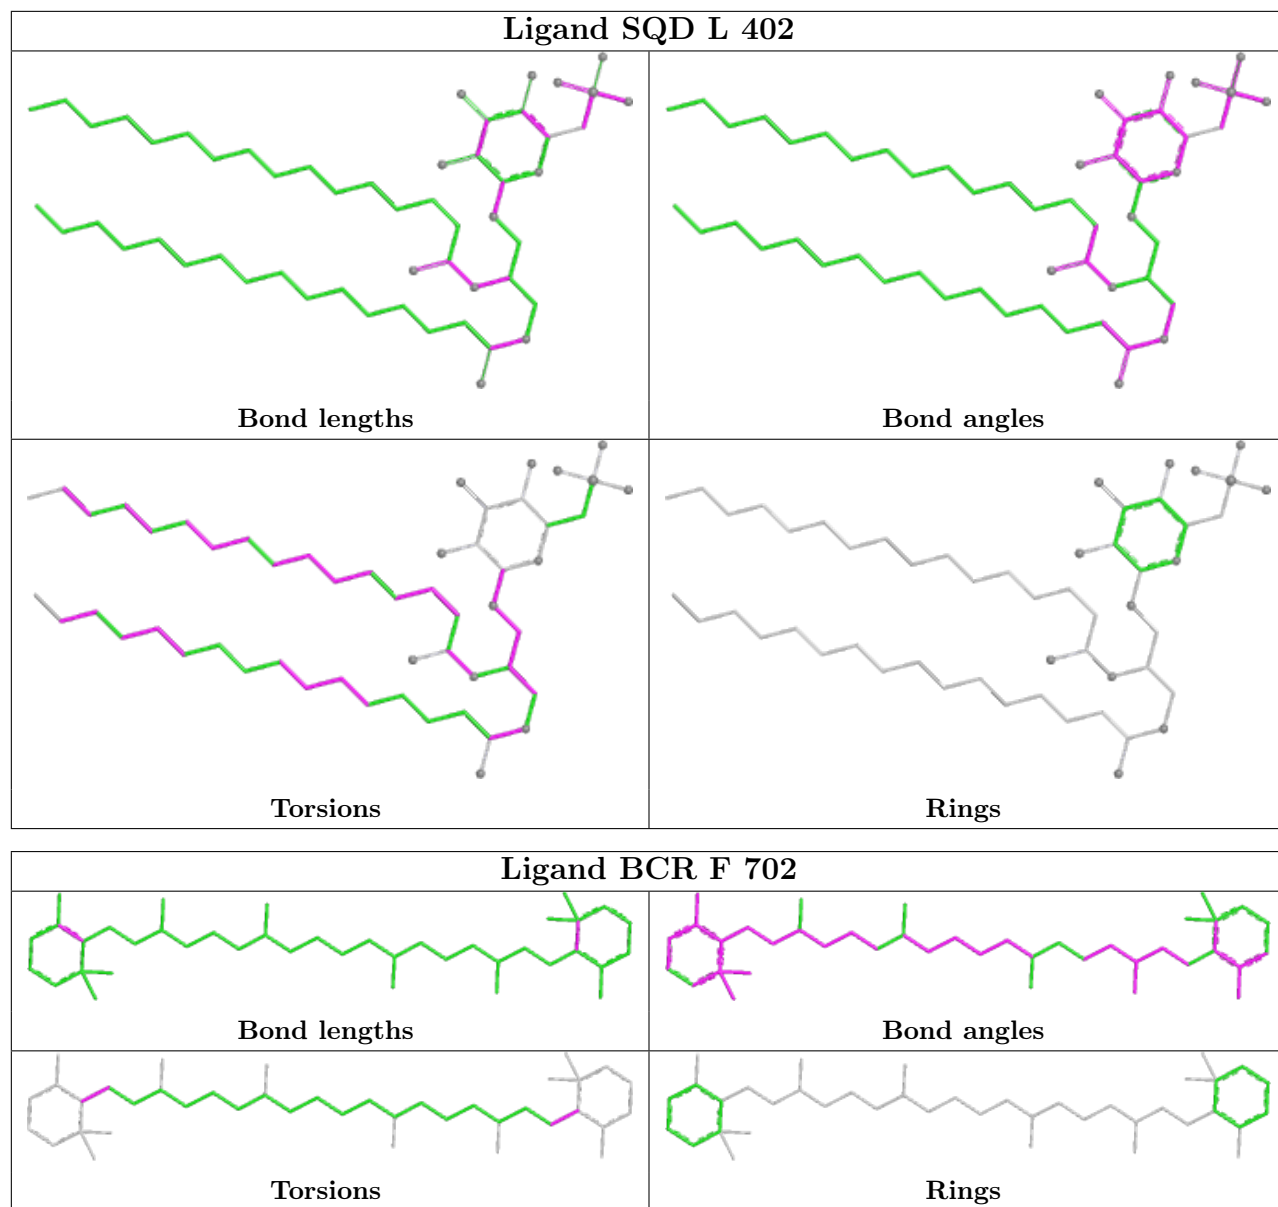 Ligand SQD L 402
Bond lengths
Bond angles
Torsions
Rings
Ligand BCR F 702
Bond lengths
Bond angles
Torsions
Rings